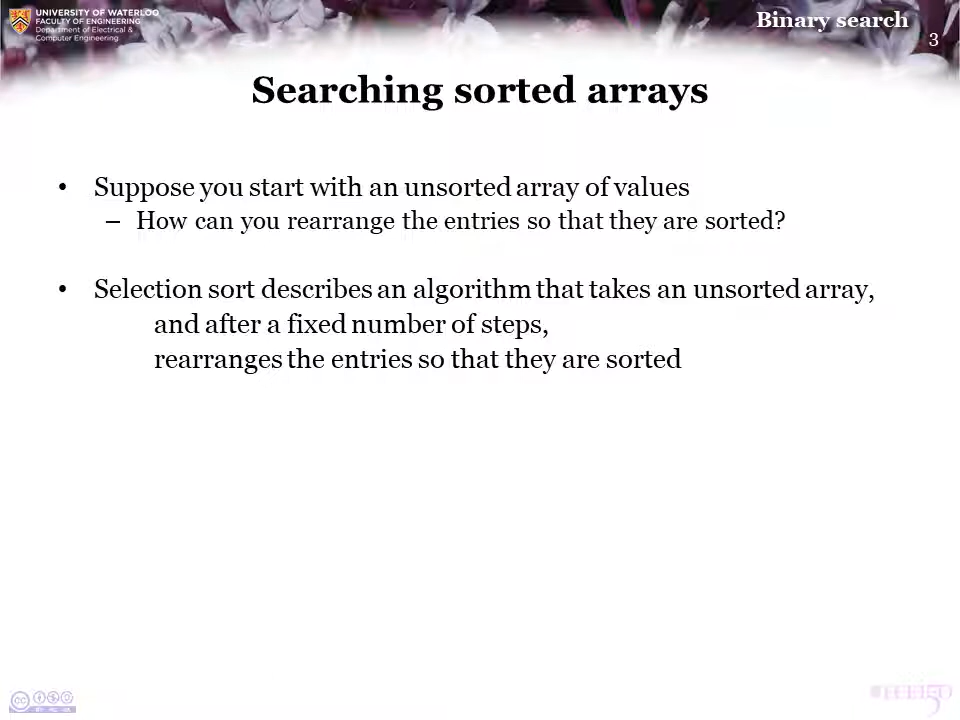 UNIVERSITY OF WATERLOO
FACULTY OF ENGINEERING
Department of Electrical &
Computer Engineering
Binary search
3
Searching sorted arrays
• Suppose you start with an unsorted array of values
– How can you rearrange the entries so that they are sorted?
• Selection sort describes an algorithm that takes an unsorted array,
and after a fixed number of steps,
rearranges the entries so that they are sorted